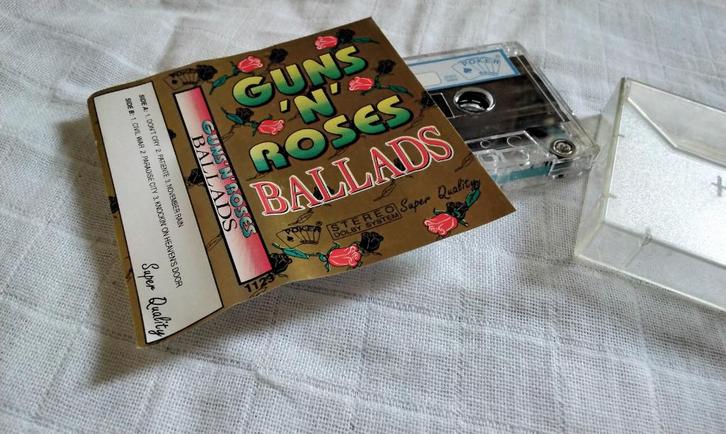 GUNS
'N'
ROSES
BALLADS
Super Quality
POKER
STEREO
DOLBY SYSTEM
1123
GUNS'N'ROSES
BALLADS
SIDE A: 1. DON'T CRY 2. PATIENTE 3. NOVEMBER RAIN
SIDE B: 1. CIVIL WAR 2. PARADISE CITY 3. KNOCKIN' ON HEAVEN'S DOOR
Super Quality
POKER